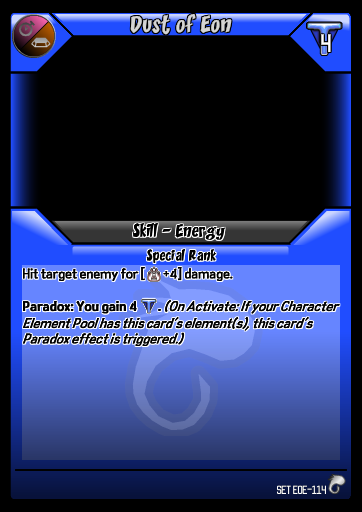 Dust of Eon
4
Skill - Energy
Special Rank
Hit target enemy for [ +4] damage.
Paradox: You gain 4 . (On Activate: If your Character
Element Pool has this card's element(s), this card's
Paradox effect is triggered.)
SET EOE-114